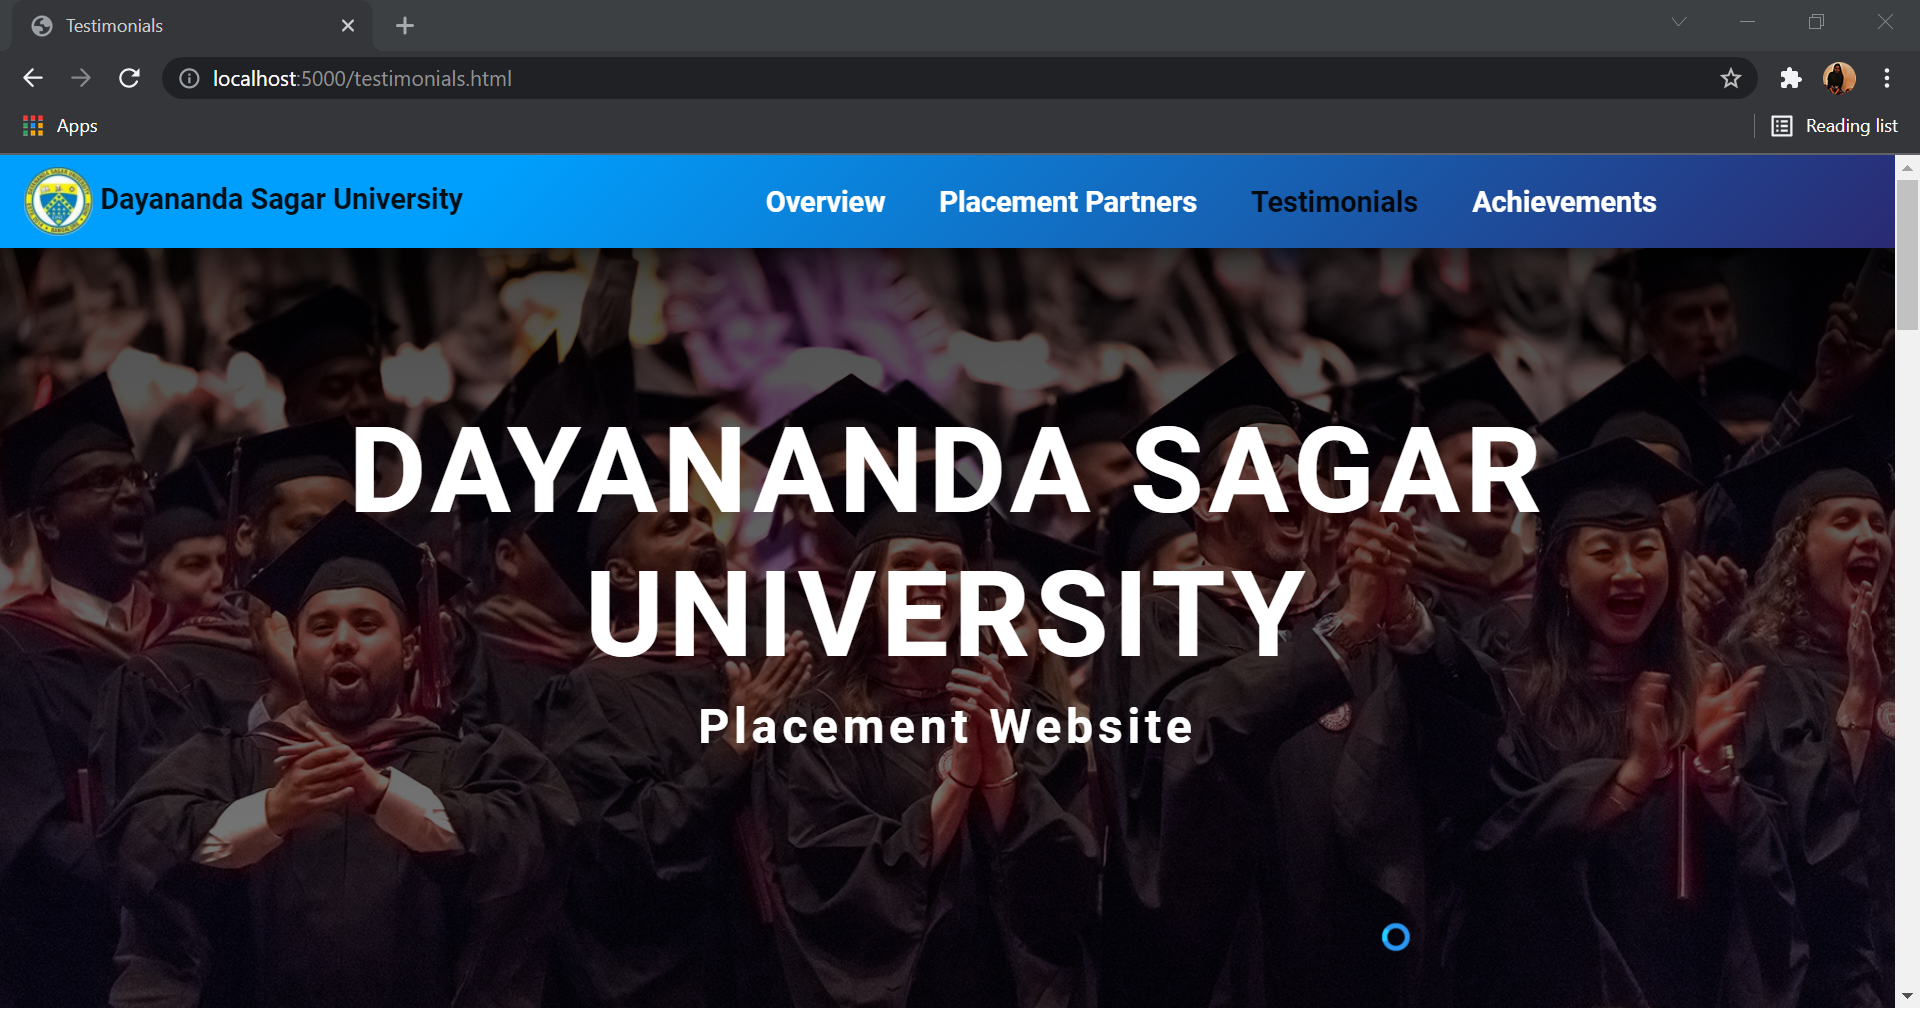 Testimonials
localhost:5000/testimonials.html
Apps
Reading list
Dayananda Sagar University
Overview
Placement Partners
Testimonials
Achievements
DAYANANDA SAGAR
UNIVERSITY
Placement Website